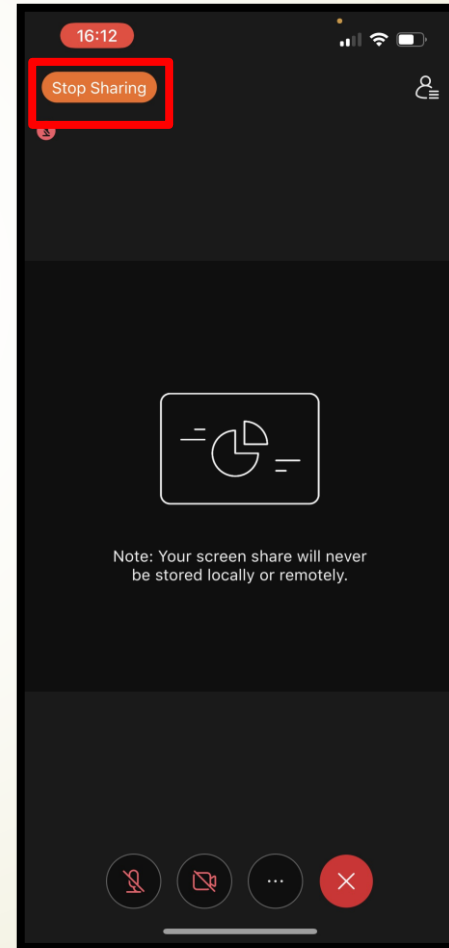 16:12
Stop Sharing
Note: Your screen share will never
be stored locally or remotely.